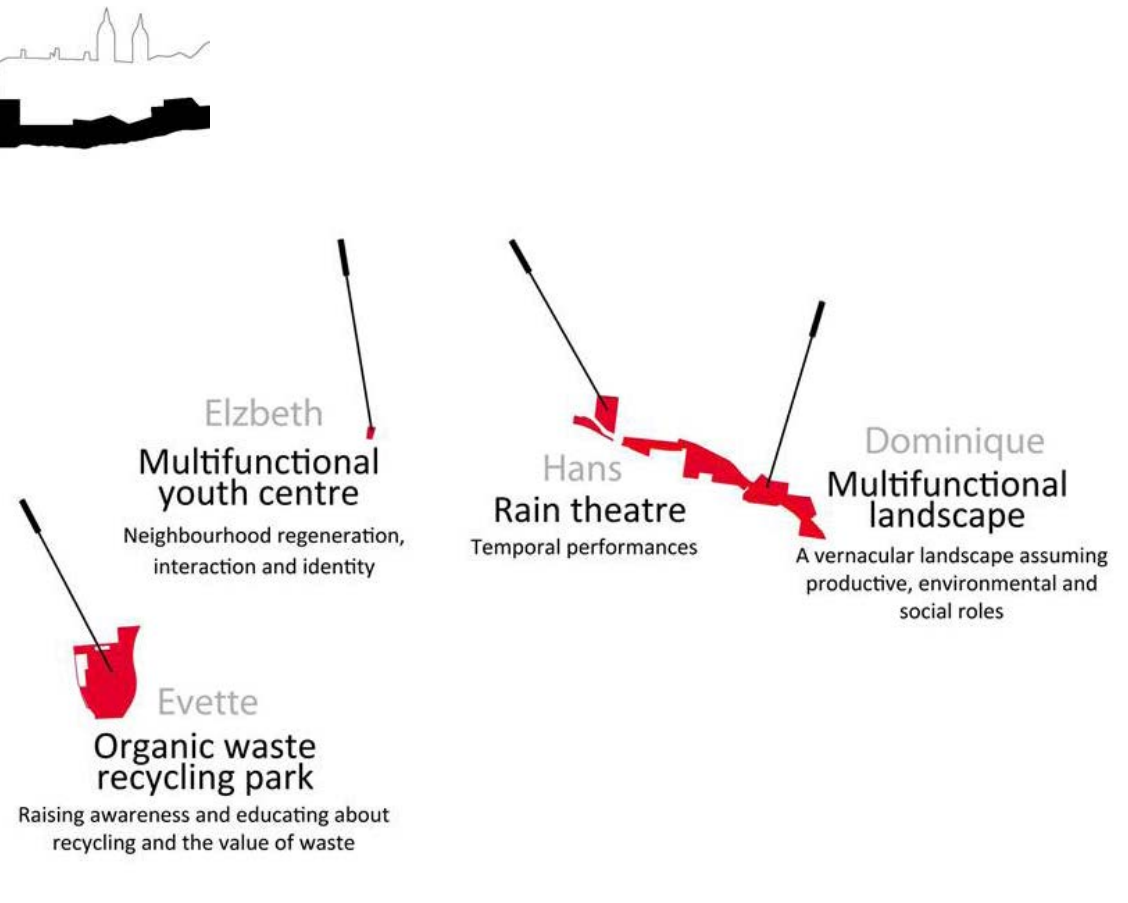 Elzbeth
Multifunctional
youth centre
Neighbourhood regeneration,
interaction and identity
Hans
Rain theatre
Temporal performances
Dominique
Multifunctional
landscape
A vernacular landscape assuming
productive, environmental and
social roles
Evette
Organic waste
recycling park
Raising awareness and educating about
recycling and the value of waste